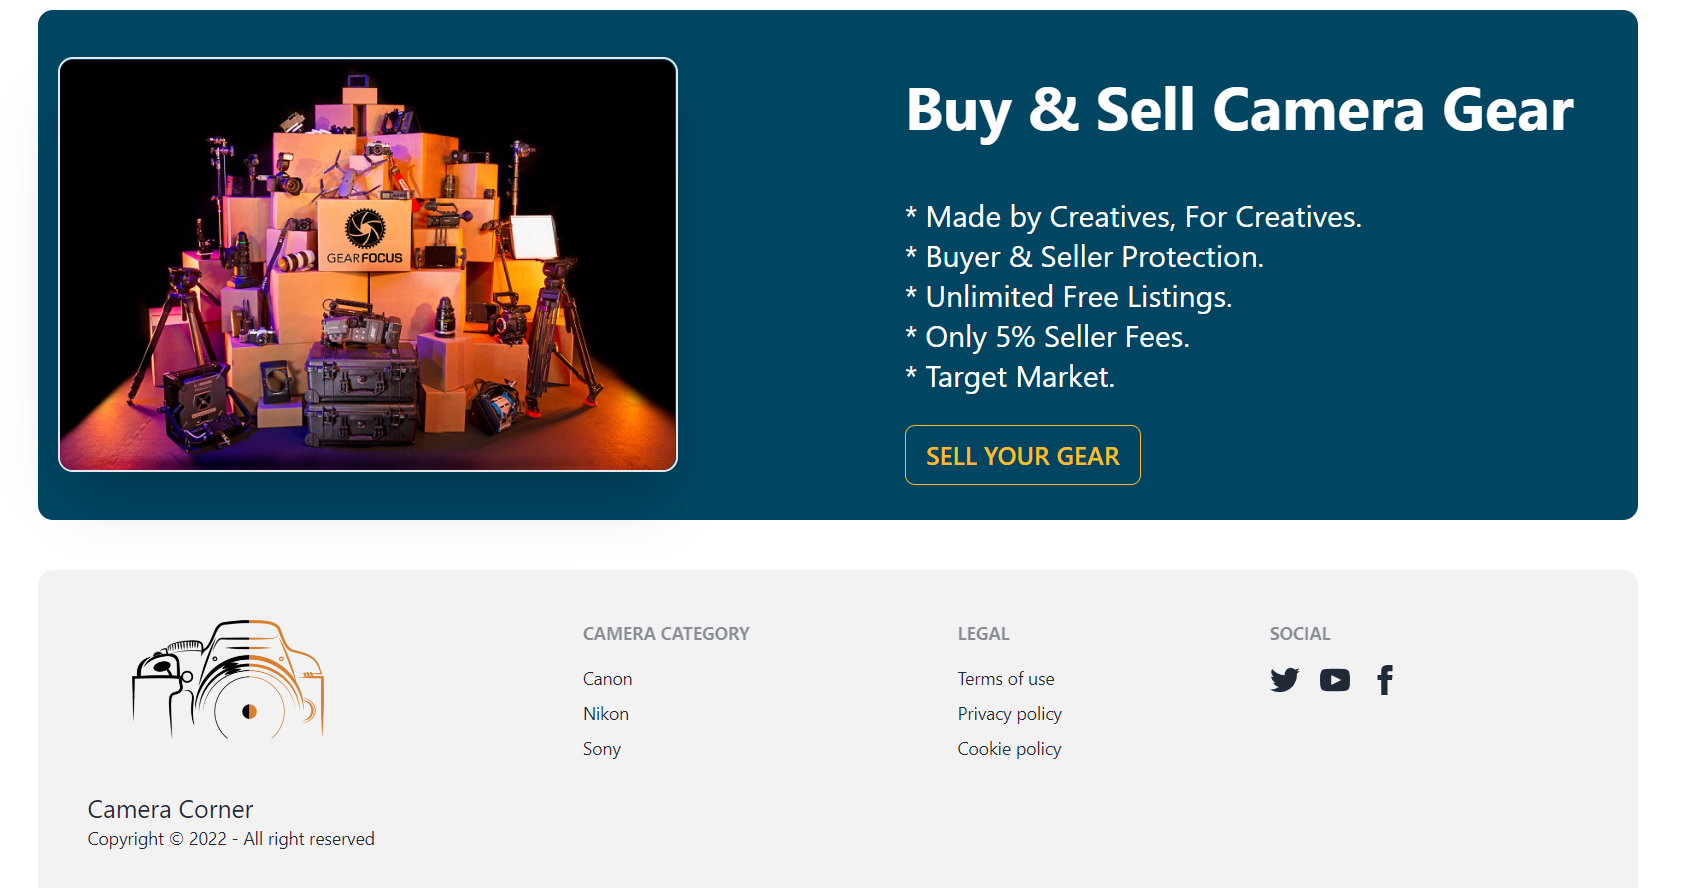 GEARFOCUS
Buy & Sell Camera Gear
* Made by Creatives, For Creatives.
* Buyer & Seller Protection.
* Unlimited Free Listings.
* Only 5% Seller Fees.
* Target Market.
SELL YOUR GEAR
CAMERA CATEGORY
Canon
Nikon
Sony
LEGAL
Terms of use
Privacy policy
Cookie policy
SOCIAL
Camera Corner
Copyright © 2022 - All right reserved